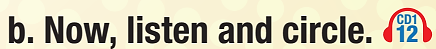 b. Now, listen and circle. CD1 12